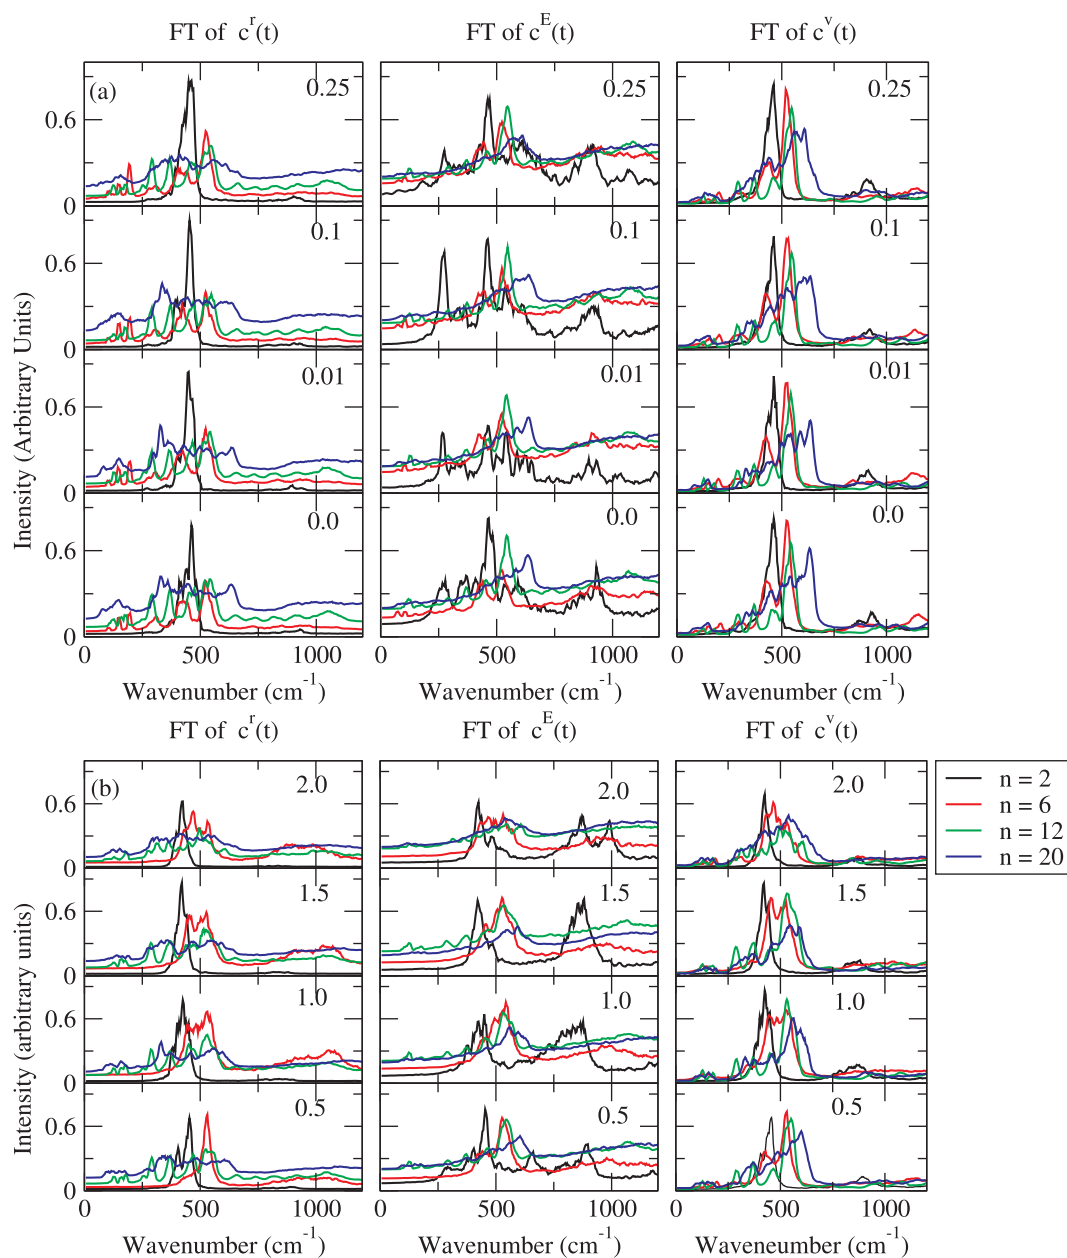 FT of c^r(t) FT of c^E(t) FT of c^v(t)
(a) 0.25 0.25 0.25
0.6
0
0.1 0.1 0.1
0.6
0
0.01 0.01 0.01
0.6
0
0.0 0.0 0.0
0.6
0
Inensity (Arbitrary Units)
0 500 1000 0 500 1000 0 500 1000
Wavenumber (cm^-1) Wavenumber (cm^-1) Wavenumber (cm^-1)
FT of c^r(t) FT of c^E(t) FT of c^v(t)
(b) 2.0 2.0 2.0
0.6
0
1.5 1.5 1.5
0.6
0
1.0 1.0 1.0
0.6
0
0.5 0.5 0.5
0.6
0
Intensity (arbitrary units)
0 500 1000 0 500 1000 0 500 1000
Wavenumber (cm^-1) Wavenumber (cm^-1) Wavenumber (cm^-1)
n = 2
n = 6
n = 12
n = 20